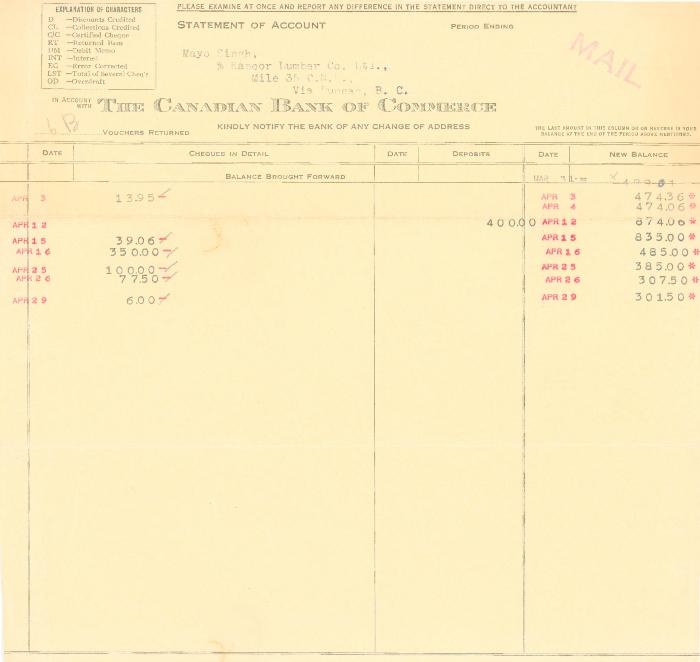 PLEASE EXAMINE AT ONCE AND REPORT ANY DIFFERENCE IN THE STATEMENT DIRECT TO THE ACCOUNTANT
EXPLANATION OF CHARACTERS
D —Discounts Credited
CL —Collections Credited
C/C —Certified Cheque
RT —Returned Item
DM —Debit Memo
INT —Interest
EC —Error Corrected
LST —Total of Several Cheq's
OD —Overdraft
STATEMENT OF ACCOUNT PERIOD ENDING
MAIL
Mayo Singh,
% Kapoor Lumber Co. Ltd.,
Mile 35 C.N.
Via Duncan, B. C.
IN ACCOUNT WITH THE CANADIAN BANK OF COMMERCE
6 B VOUCHERS RETURNED
KINDLY NOTIFY THE BANK OF ANY CHANGE OF ADDRESS
THE LAST AMOUNT IN THIS COLUMN OR ON REVERSE IS YOUR
BALANCE AT THE END OF THE PERIOD ABOVE MENTIONED.
DATE CHEQUES IN DETAIL DATE DEPOSITS DATE NEW BALANCE
BALANCE BROUGHT FORWARD MAR 31
APR 3 13.95 APR 3 474.36 *
APR 4 474.06 *
APR 12 400.00 APR 12 874.06 *
APR 15 39.06 APR 15 835.00 *
APR 16 350.00 APR 16 485.00 *
APR 25 100.00 APR 25 385.00 *
APR 26 77.50 APR 26 307.50 *
APR 29 6.00 APR 29 301.50 *